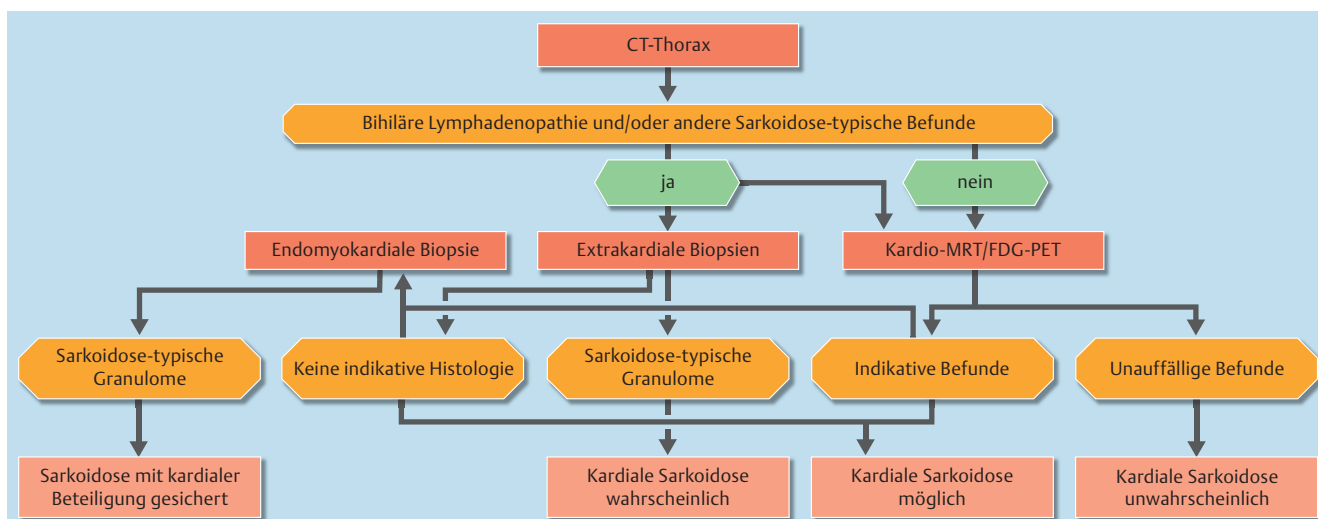 CT-Thorax
Bihiläre Lymphadenopathie und/oder andere Sarkoidose-typische Befunde
ja
nein
Endomyokardiale Biopsie
Extrakardiale Biopsien
Kardio-MRT/FDG-PET
Sarkoidose-typische
Granulome
Keine indikative Histologie
Sarkoidose-typische
Granulome
Indikative Befunde
Unauffällige Befunde
Sarkoidose mit kardialer
Beteiligung gesichert
Kardiale Sarkoidose
wahrscheinlich
Kardiale Sarkoidose
möglich
Kardiale Sarkoidose
unwahrscheinlich